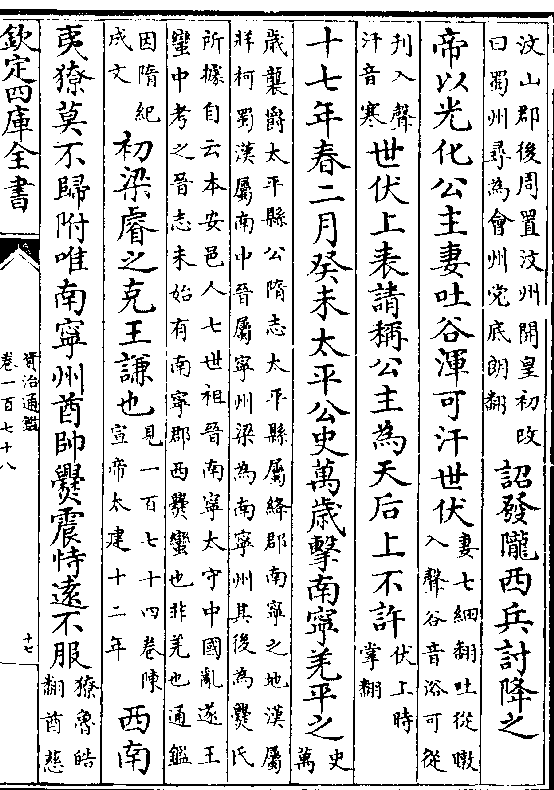 汶山郡後周置汶州開皇初改
曰蜀州尋為會州党底朗翻
詔發隴西兵討降之
帝以光化公主妻吐谷渾可汗世伏
妻七細翻吐從暾
入聲谷音浴可從
刋入聲
汗音寒
世伏上表請稱公主為天后上不許
伏上時
掌翻
十七年春二月癸未太平公史萬歲擊南寧羌平之
史
萬
歲襲爵太平縣公隋志太平縣屬絳郡南寧之地漢屬
牂柯蜀漢屬南中晉屬寧州梁為南寧州其後為爨氏
所據自云本安邑人七世祖晉南寧太守中國亂遂王
蠻中考之晉志未始有南寧郡西爨蠻也非羌也通鑑
因隋紀
成文
初梁睿之克王謙也
見一百七十四卷陳
宣帝太建十二年
西南
夷獠莫不歸附唯南寧州酋帥爨震恃遠不服
獠魯皓
翻酋慈
欽定四庫全書
資治通鑑
卷一百七十八
十七